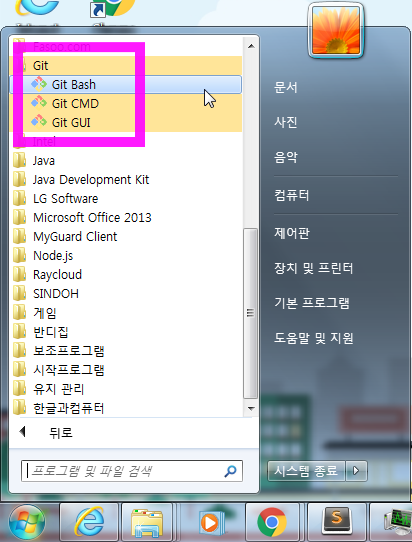 Fasoo.com
Git
Git Bash
Git CMD
Git GUI
Intel
Java
Java Development Kit
LG Software
Microsoft Office 2013
MyGuard Client
Node.js
Raycloud
SINDOH
게임
반디집
보조프로그램
시작프로그램
유지 관리
한글과컴퓨터
뒤로
프로그램 및 파일 검색
문서
사진
음악
컴퓨터
제어판
장치 및 프린터
기본 프로그램
도움말 및 지원
시스템 종료